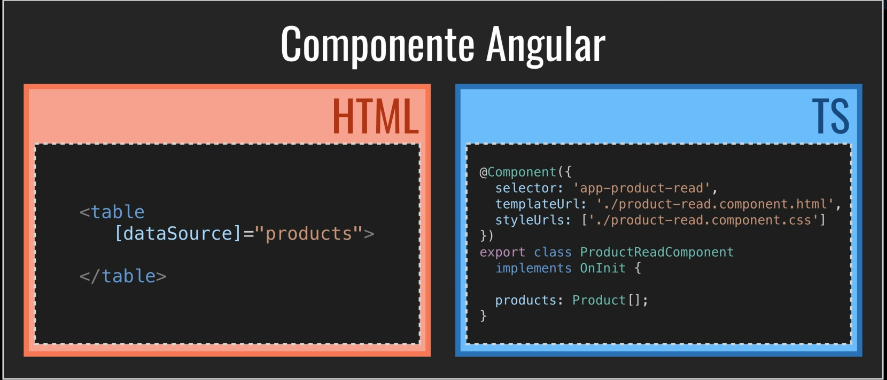 Componente Angular
HTML
<table
[dataSource]="products">
</table>
TS
@Component({
selector: 'app-product-read',
templateUrl: './product-read.component.html',
styleUrls: ['./product-read.component.css']
})
export class ProductReadComponent
implements OnInit {
products: Product[];
}